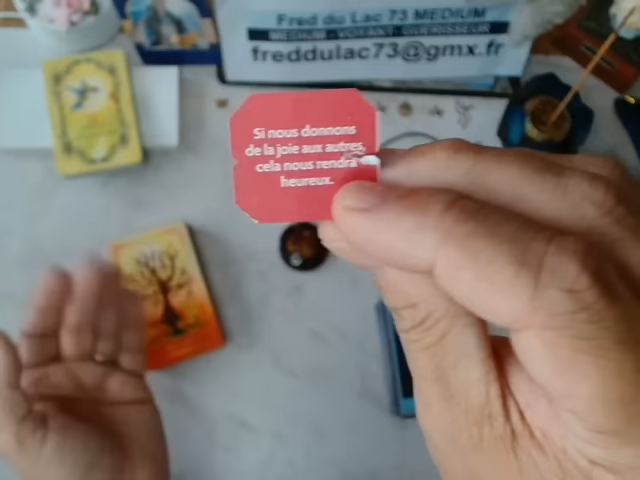 Fred du Lac 73 MEDIUM
MEDIUM - VOYANT - GUERISSEUR
freddulac73@gmx.fr
Si nous donnons
de la joie aux autres,
cela nous rendra
heureux.